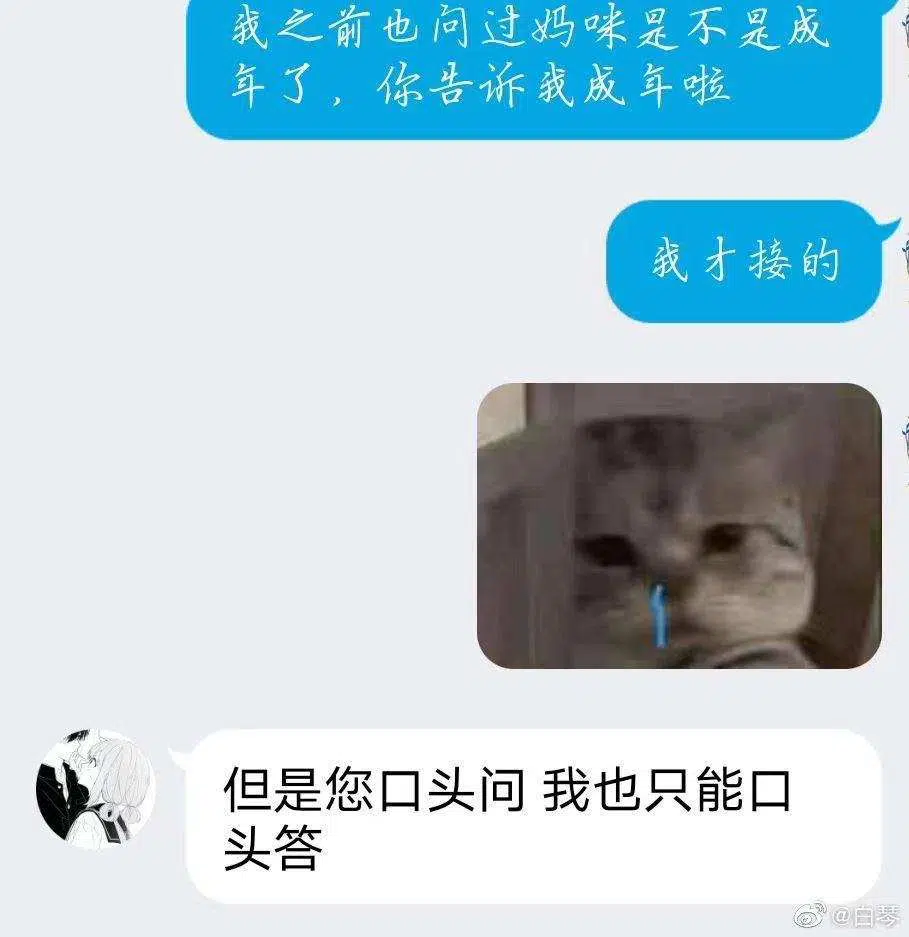 我之前也问过妈咪是不是成
年了，你告诉我成年啦
我才接的
但是您口头问 我也只能口
头答
@白琴